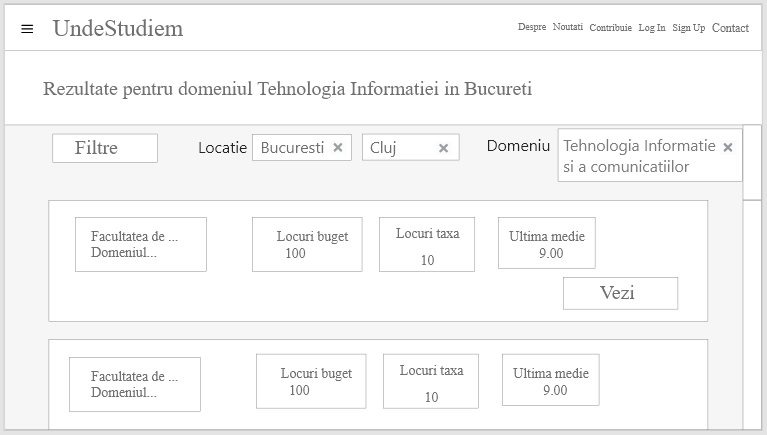 UndeStudiem
Despre Noutati Contribuie Log In Sign Up Contact
Rezultate pentru domeniul Tehnologia Informatiei in Bucureti
Filtre
Locatie
Bucuresti ×
Cluj ×
Domeniu
Tehnologia Informatie ×
si a comunicatiilor
Facultatea de ...
Domeniul...
Locuri buget
100
Locuri taxa
10
Ultima medie
9.00
Vezi
Facultatea de ...
Domeniul...
Locuri buget
100
Locuri taxa
10
Ultima medie
9.00